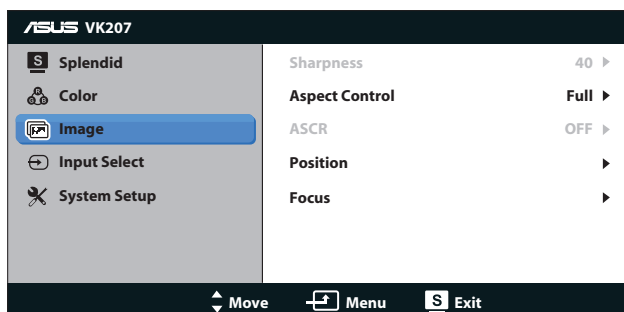 ASUS VK207
S Splendid
Color
Image
Input Select
System Setup
Sharpness 40
Aspect Control Full
ASCR OFF
Position
Focus
Move Menu S Exit